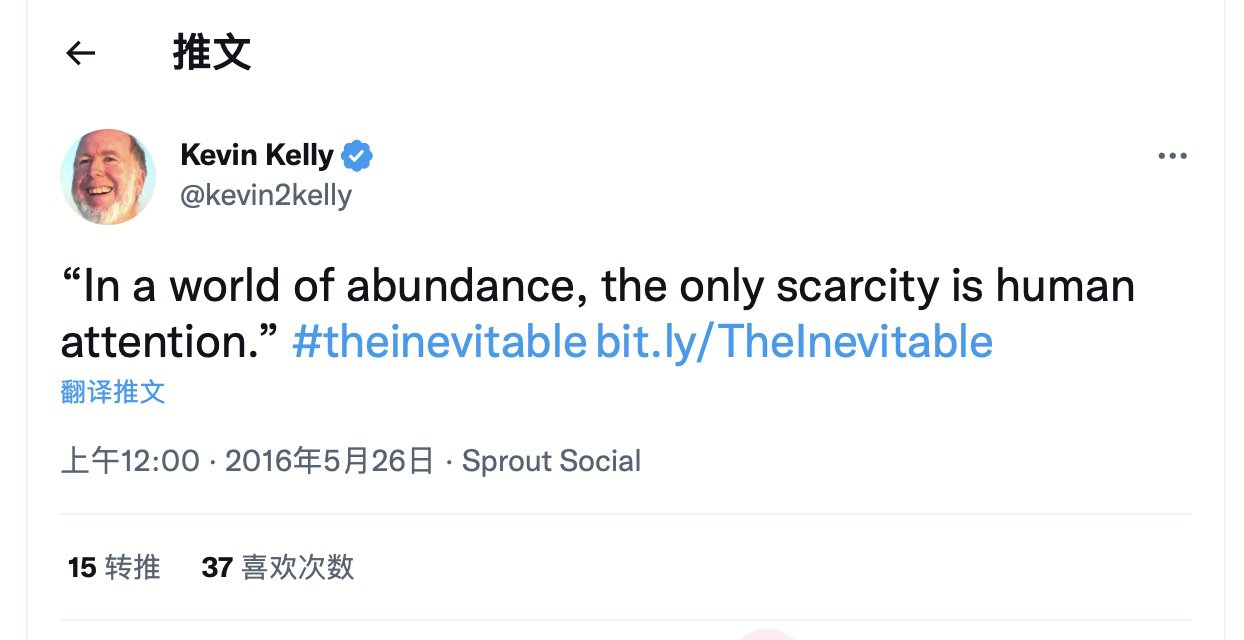 推文
Kevin Kelly
@kevin2kelly
“In a world of abundance, the only scarcity is human
attention.” #theinevitable bit.ly/TheInevitable
翻译推文
上午12:00 · 2016年5月26日 · Sprout Social
15 转推 37 喜欢次数